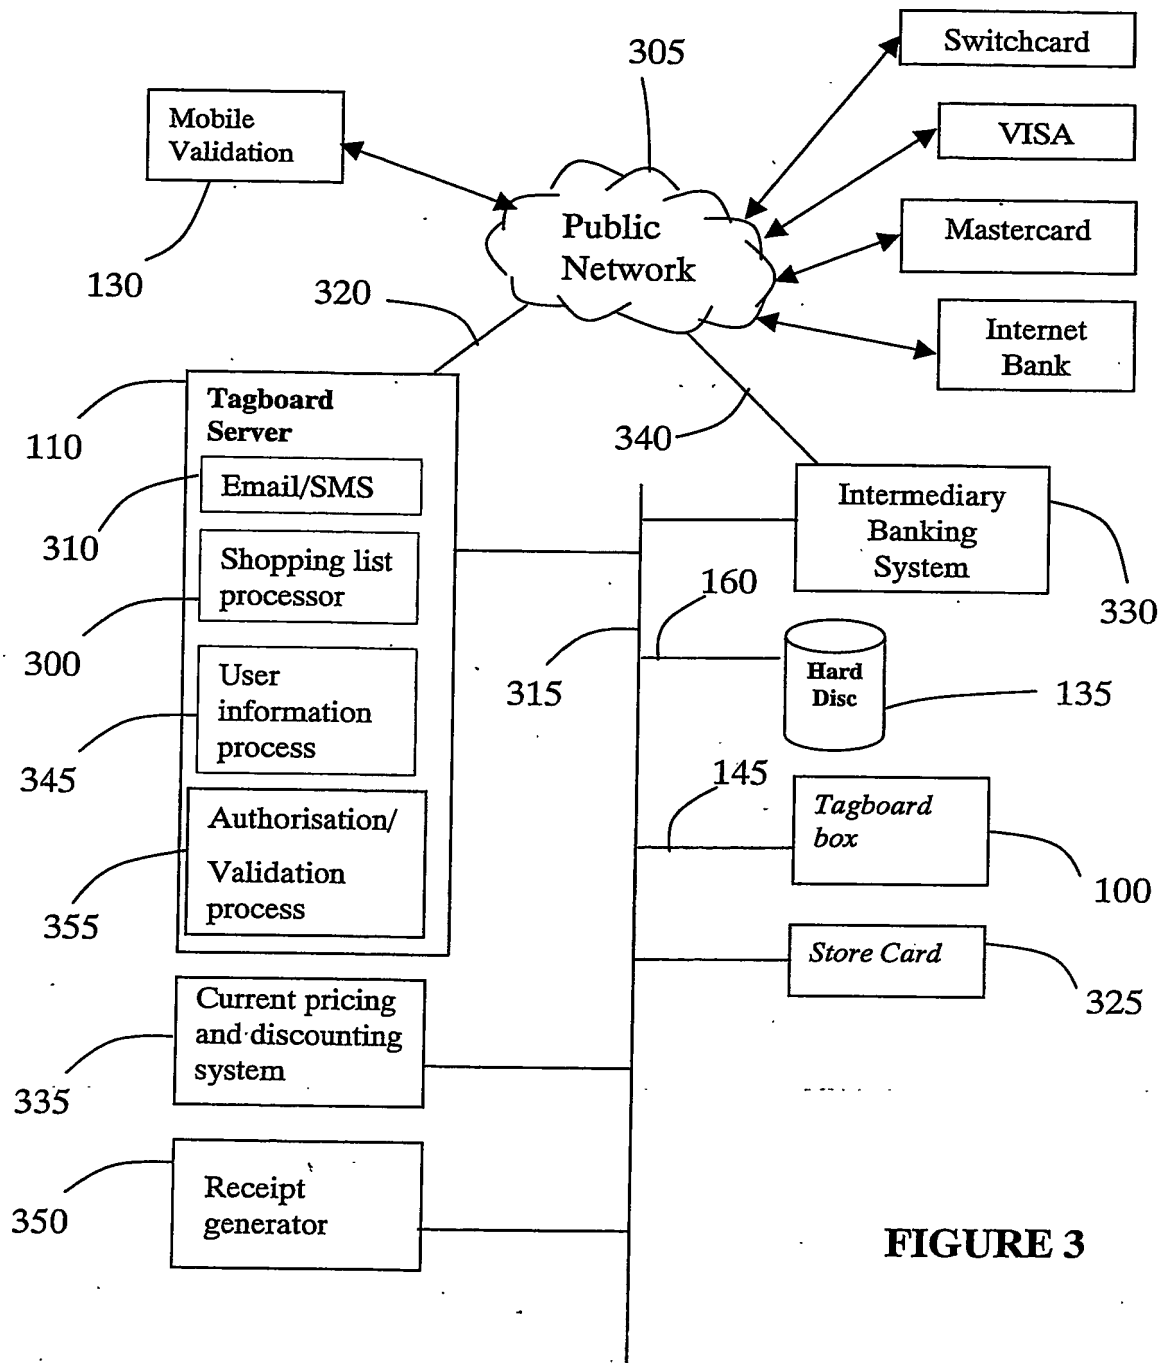 305
Switchcard
Mobile
Validation
VISA
Public
Network
Mastercard
130
320
Internet
Bank
110
Tagboard
Server
340
Email/SMS
310
Intermediary
Banking
System
Shopping list
processor
160
330
300
315
Hard
Disc
135
User
information
process
345
145
Tagboard
box
Authorisation/
Validation
process
100
355
Store Card
325
Current pricing
and discounting
system
335
Receipt
generator
350
FIGURE 3